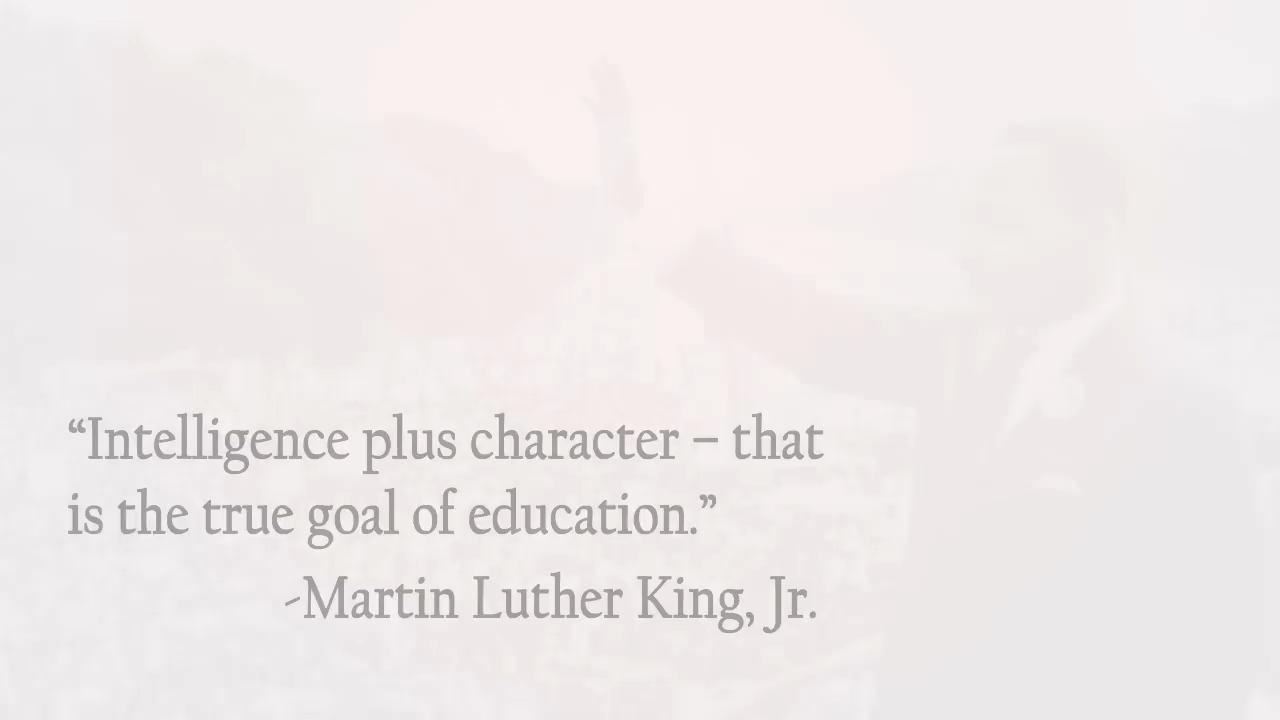 “Intelligence plus character – that
is the true goal of education.”
-Martin Luther King, Jr.